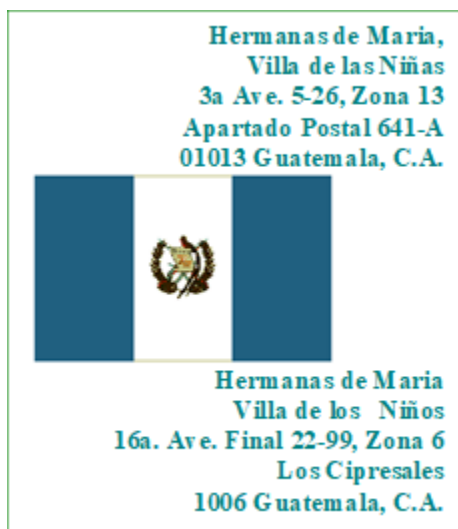 Hermanas de Maria,
Villa de las Niñas
3a Ave. 5-26, Zona 13
Apartado Postal 641-A
01013 Guatemala, C.A.
Hermanas de Maria
Villa de los Niños
16a. Ave. Final 22-99, Zona 6
Los Cipresales
1006 Guatemala, C.A.